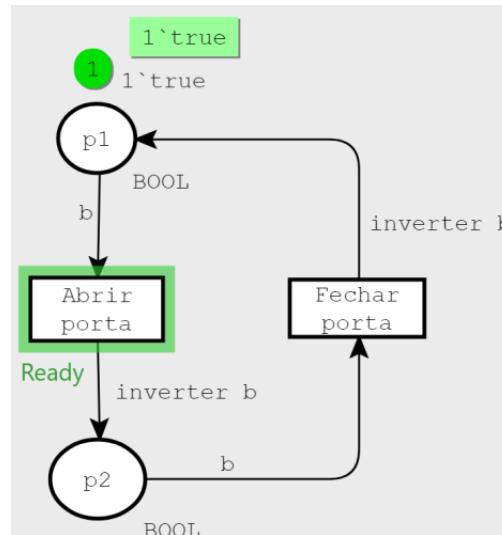 1`true
1
1`true
p1
BOOL
b
inverter b
Abrir
porta
Fechar
porta
Ready
inverter b
p2
b
BOOL